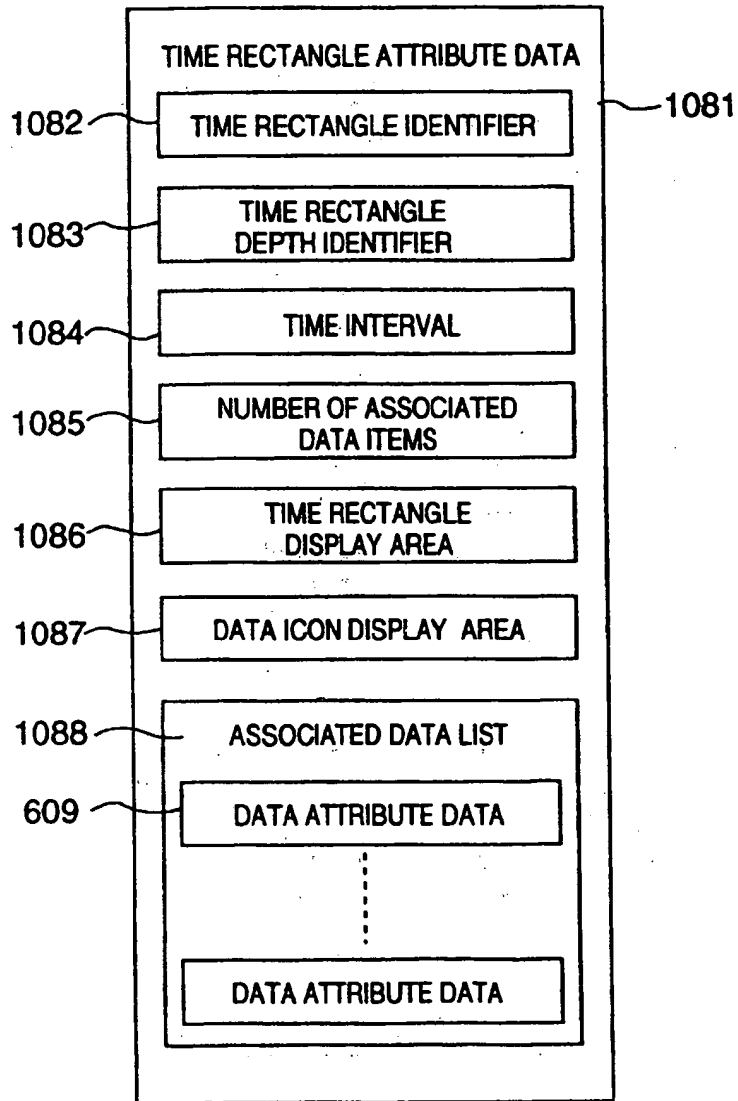 TIME RECTANGLE ATTRIBUTE DATA
1081
1082
TIME RECTANGLE IDENTIFIER
1083
TIME RECTANGLE
DEPTH IDENTIFIER
1084
TIME INTERVAL
1085
NUMBER OF ASSOCIATED
DATA ITEMS
1086
TIME RECTANGLE
DISPLAY AREA
1087
DATA ICON DISPLAY AREA
1088
ASSOCIATED DATA LIST
609
DATA ATTRIBUTE DATA
DATA ATTRIBUTE DATA